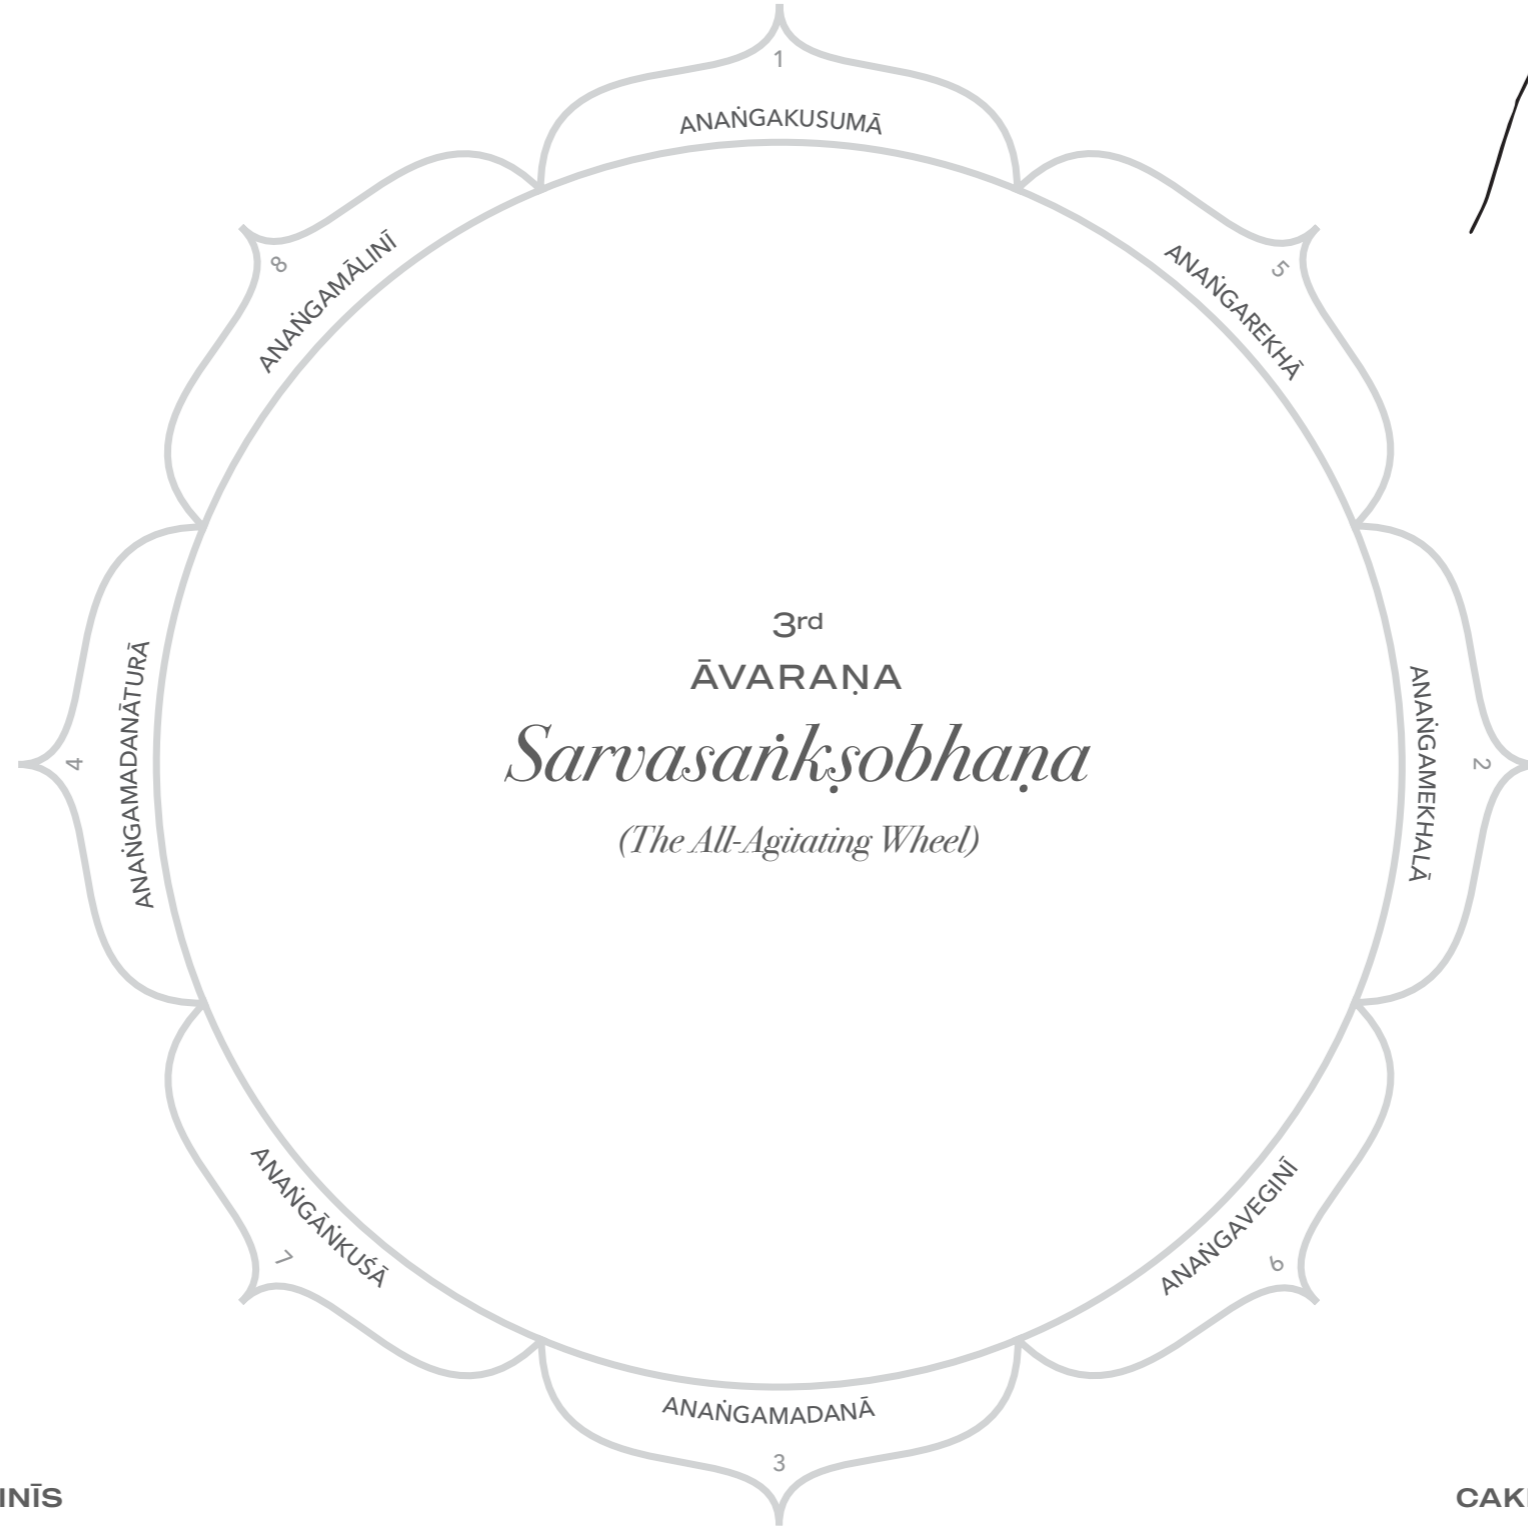 1
ANAṄGAKUSUMĀ
8
ANAṄGAMĀLINĪ
5
ANAṄGAREKHĀ
3rd
ĀVARAṆA
Sarvasaṅkṣobhaṇa
(The All-Agitating Wheel)
4
ANAṄGAMADANĀTURĀ
2
ANAṄGAMEKHALĀ
7
ANAṄGĀṄKUŚĀ
6
ANAṄGAVEGINĪ
ANAṄGAMADANĀ
3
INĪS